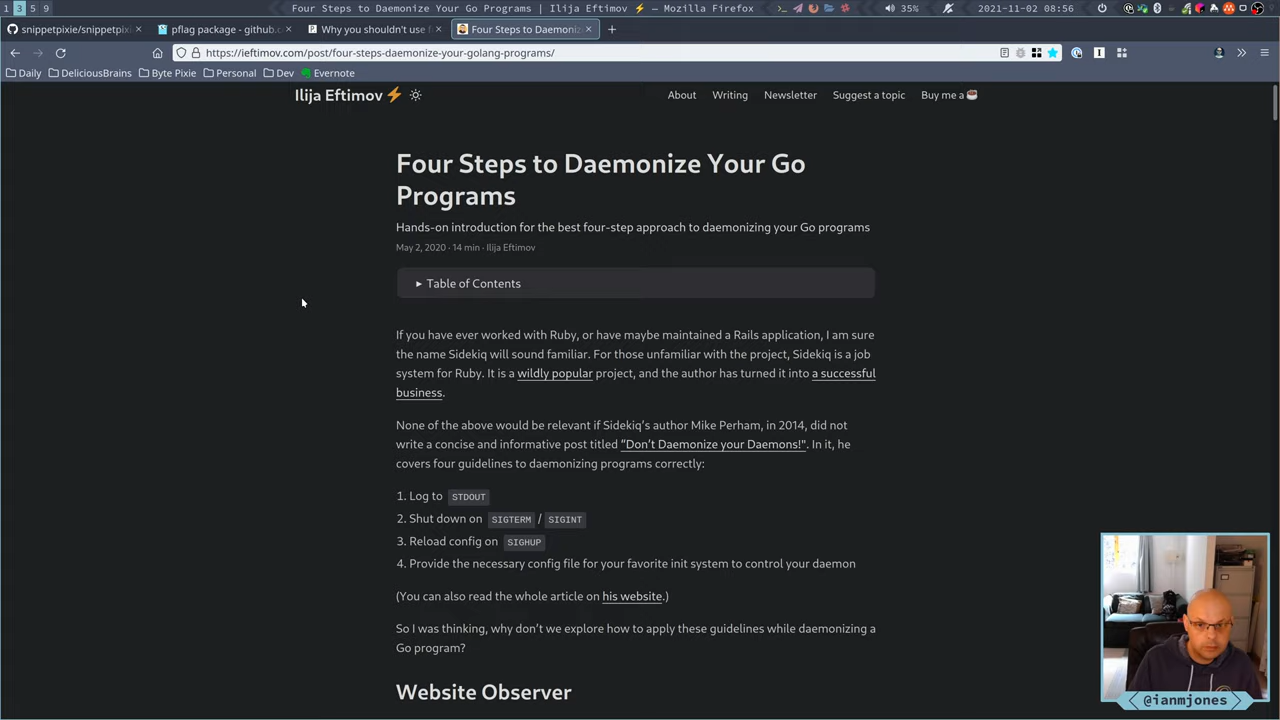 1 3 5 9
Four Steps to Daemonize Your Go Programs | Ilija Eftimov ⚡ — Mozilla Firefox
35%
2021-11-02 08:56
snippetpixie/snippetpixi
pflag package - github.c
Why you shouldn't use f
Four Steps to Daemoniz
https://ieftimov.com/post/four-steps-daemonize-your-golang-programs/
Daily
DeliciousBrains
Byte Pixie
Personal
Dev
Evernote
Ilija Eftimov ⚡
About
Writing
Newsletter
Suggest a topic
Buy me a ☕
Four Steps to Daemonize Your Go
Programs
Hands-on introduction for the best four-step approach to daemonizing your Go programs
May 2, 2020 · 14 min · Ilija Eftimov
▸ Table of Contents
If you have ever worked with Ruby, or have maybe maintained a Rails application, I am sure
the name Sidekiq will sound familiar. For those unfamiliar with the project, Sidekiq is a job
system for Ruby. It is a wildly popular project, and the author has turned it into a successful
business.
None of the above would be relevant if Sidekiq's author Mike Perham, in 2014, did not
write a concise and informative post titled “Don't Daemonize your Daemons!". In it, he
covers four guidelines to daemonizing programs correctly:
1. Log to STDOUT
2. Shut down on SIGTERM / SIGINT
3. Reload config on SIGHUP
4. Provide the necessary config file for your favorite init system to control your daemon
(You can also read the whole article on his website.)
So I was thinking, why don't we explore how to apply these guidelines while daemonizing a
Go program?
Website Observer
@ianmjones